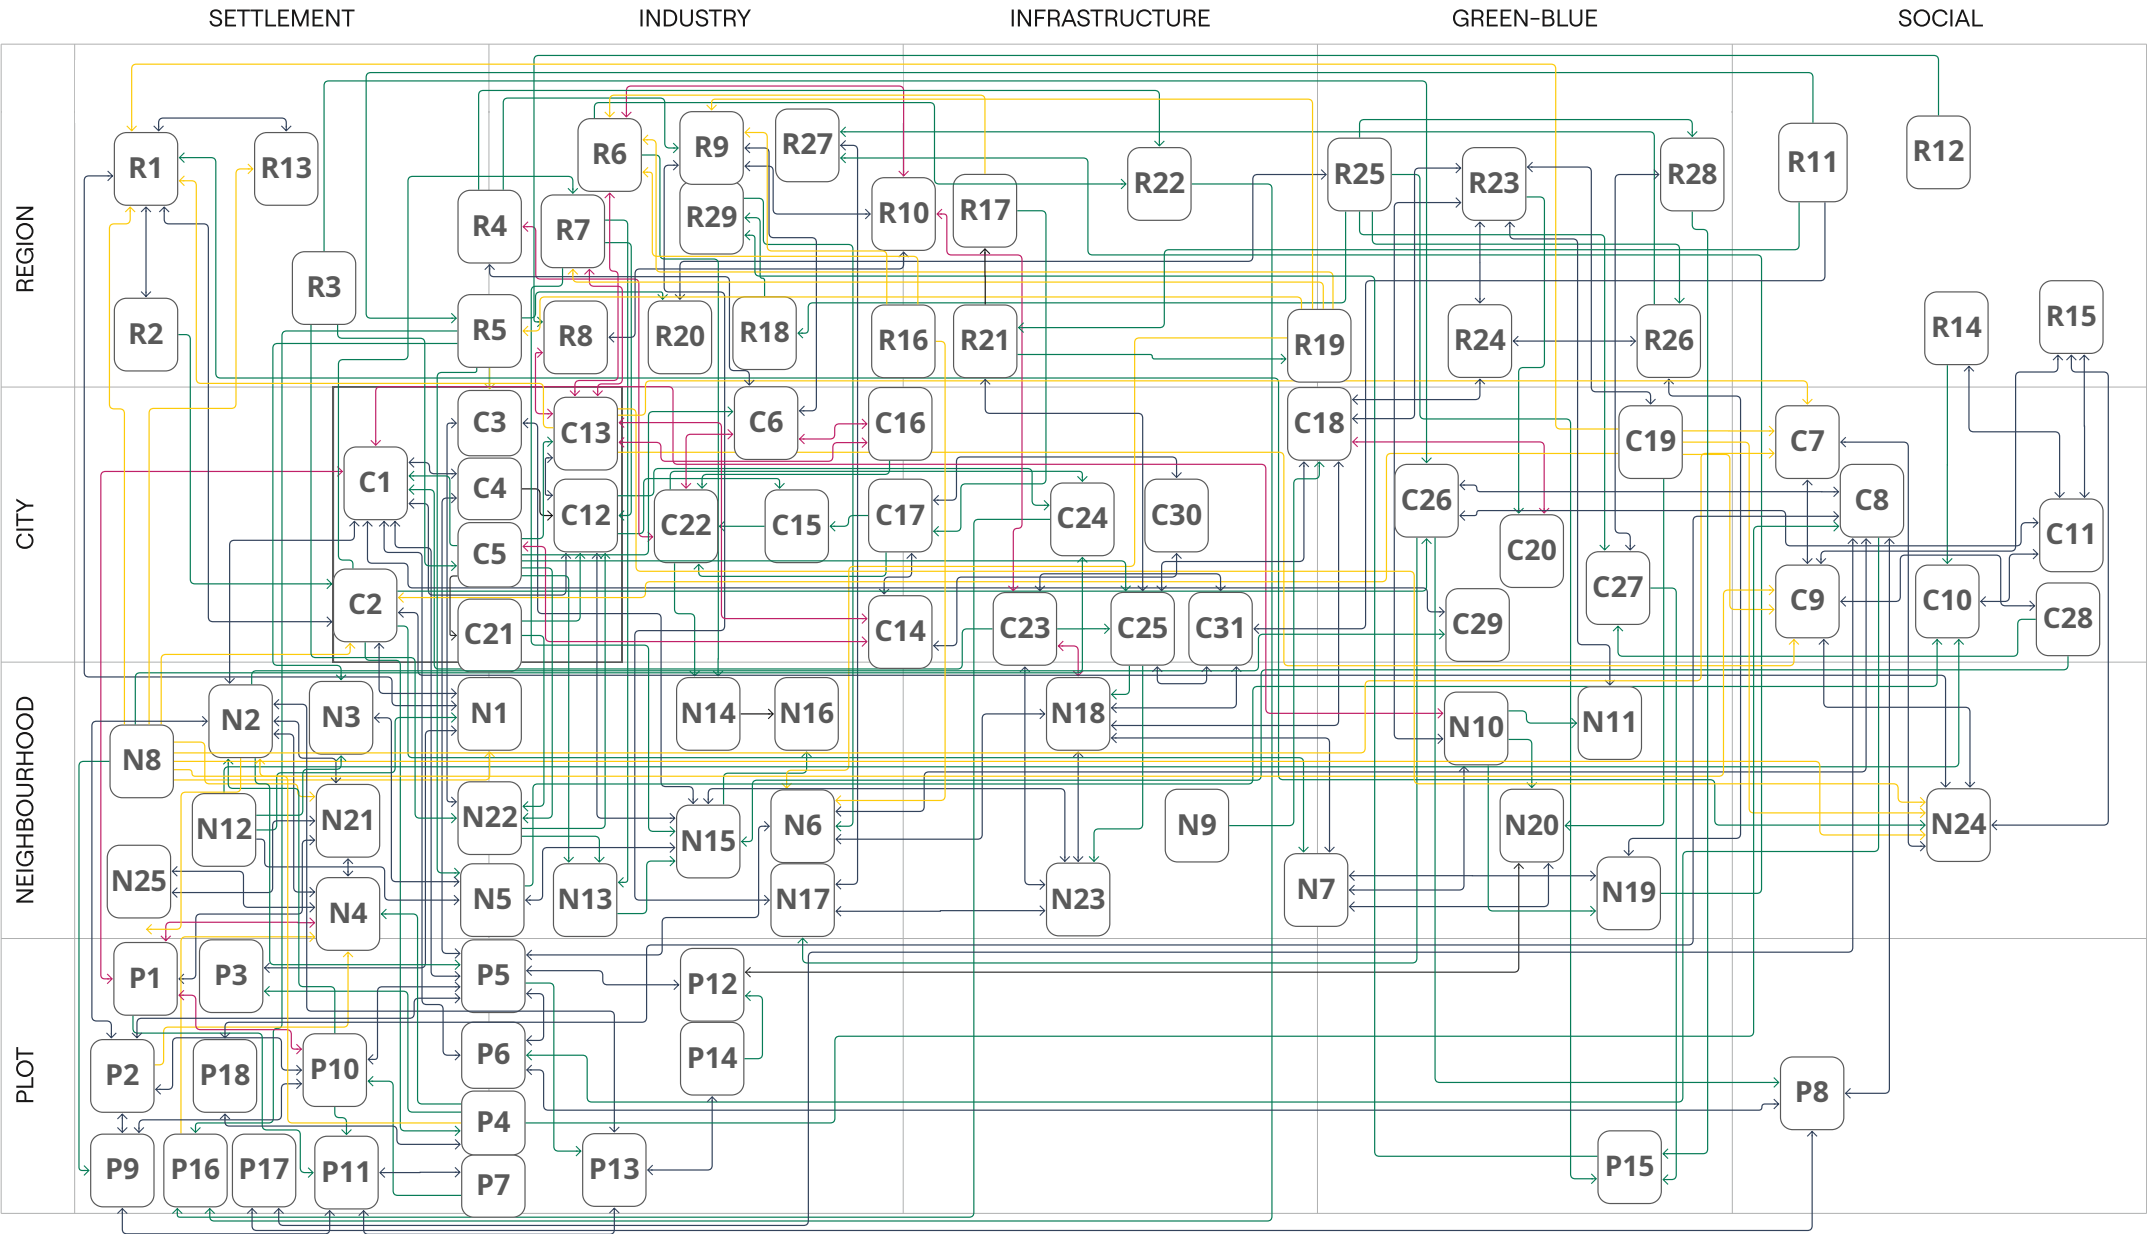 SETTLEMENT INDUSTRY INFRASTRUCTURE GREEN-BLUE SOCIAL
REGION
R1 R13 R6 R9 R27 R22 R25 R23 R28 R11 R12
R3 R4 R7 R29 R10 R17
R2 R5 R8 R20 R18 R16 R21 R19 R24 R26 R14 R15
CITY
C3 C13 C6 C16 C18 C19 C7
C1 C4 C12 C22 C15 C17 C24 C30 C26 C20 C8 C11
C2 C5 C21 C14 C23 C25 C31 C29 C27 C9 C10 C28
NEIGHBOURHOOD
N8 N2 N3 N1 N14 N16 N18 N10 N11
N12 N21 N22 N15 N6 N9 N20 N24
N25 N4 N5 N13 N17 N23 N7 N19
PLOT
P1 P3 P5 P12
P2 P18 P10 P6 P14 P8
P4
P9 P16 P17 P11 P7 P13 P15